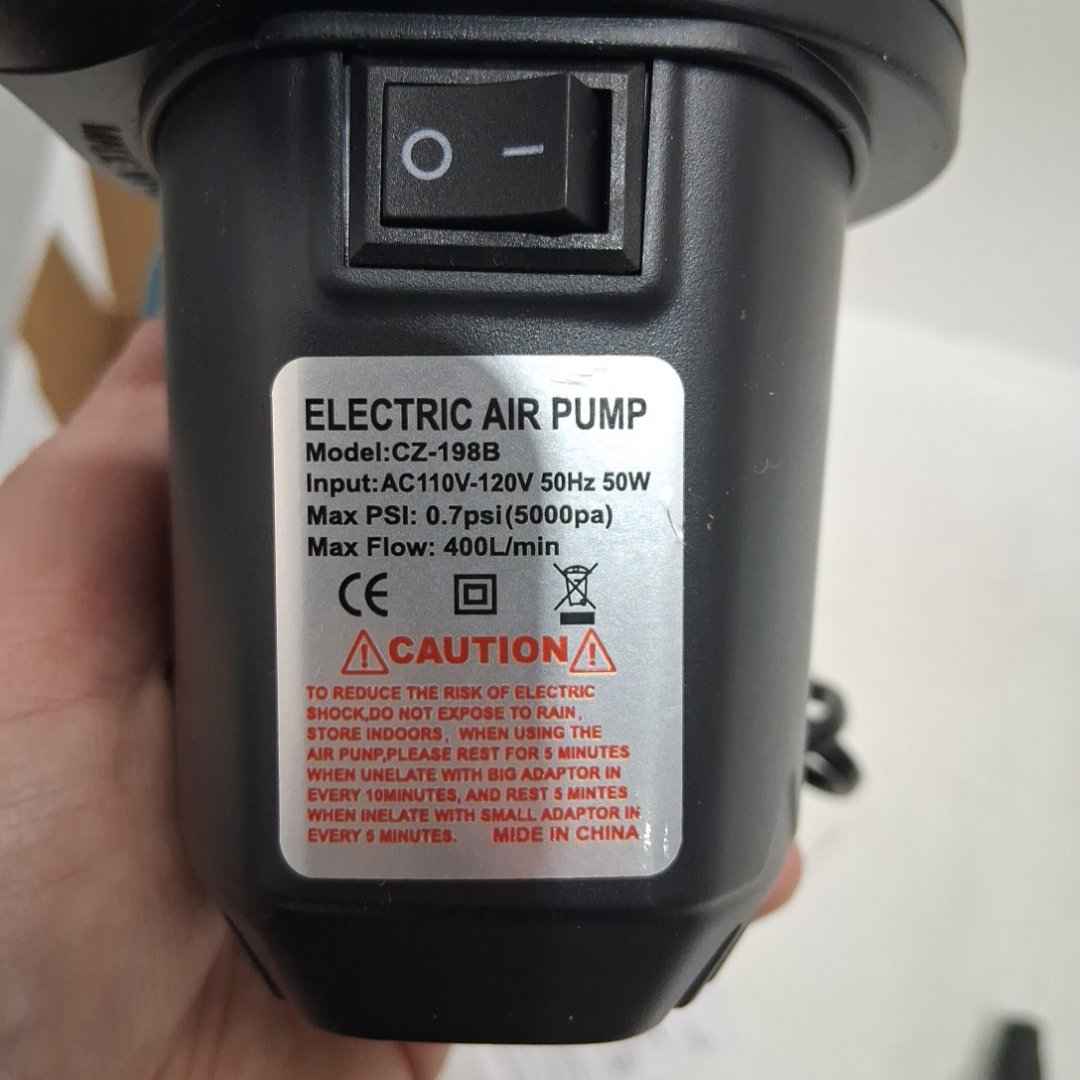 ELECTRIC AIR PUMP
Model:CZ-198B
Input:AC110V-120V 50Hz 50W
Max PSI: 0.7psi(5000pa)
Max Flow: 400L/min
CE
CAUTION
TO REDUCE THE RISK OF ELECTRIC
SHOCK,DO NOT EXPOSE TO RAIN,
STORE INDOORS, WHEN USING THE
AIR PUNP,PLEASE REST FOR 5 MINUTES
WHEN UNELATE WITH BIG ADAPTOR IN
EVERY 10MINUTES, AND REST 5 MINTES
WHEN INELATE WITH SMALL ADAPTOR IN
EVERY 5 MINUTES. MIDE IN CHINA